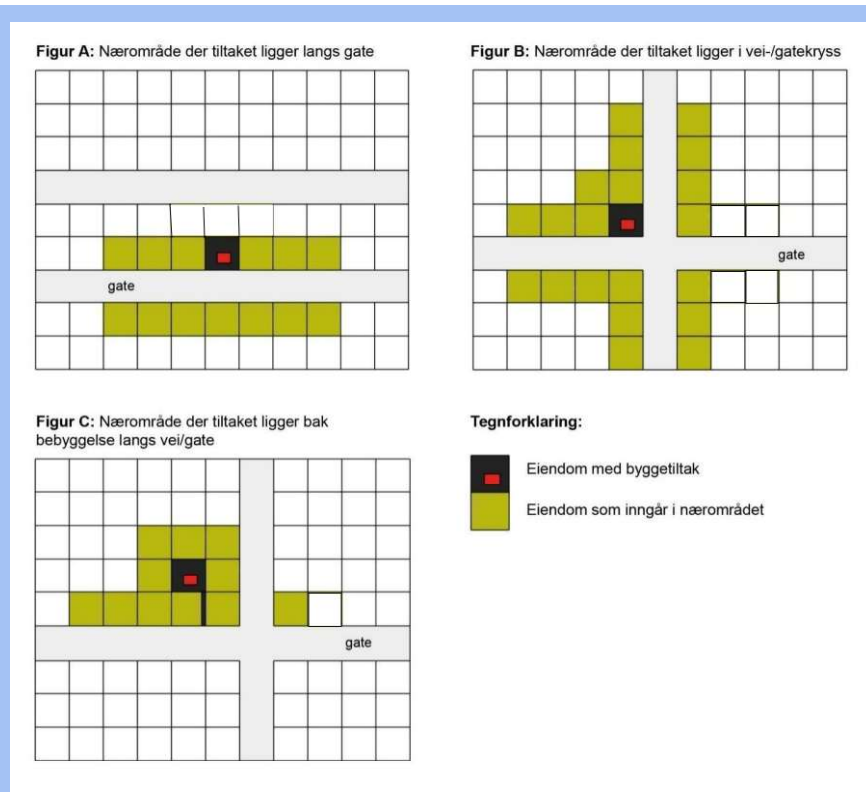 Figur A: Nærområde der tiltaket ligger langs gate
gate
Figur B: Nærområde der tiltaket ligger i vei-/gatekryss
gate
Figur C: Nærområde der tiltaket ligger bak
bebyggelse langs vei/gate
gate
Tegnforklaring:
Eiendom med byggetiltak
Eiendom som inngår i nærområdet